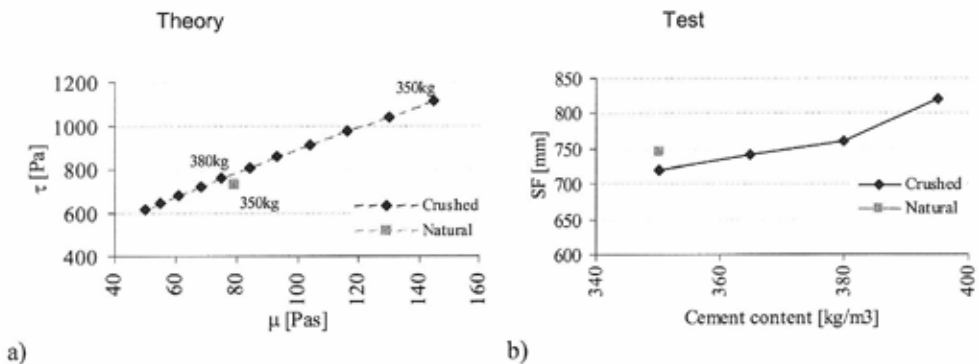 Theory
Test
1200
1000
800
600
400
τ [Pa]
350kg
380kg
350kg
Crushed
Natural
40
60
80
100
120
140
160
μ [Pas]
a)
850
800
750
700
650
600
SF [mm]
Crushed
Natural
340
360
380
400
Cement content [kg/m3]
b)